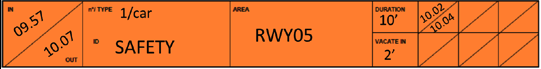 IN
09.57
10.07
OUT
n°/ TYPE 1/car
ID SAFETY
AREA
RWY05
DURATION
10’
VACATE IN
2’
10.02
10.04